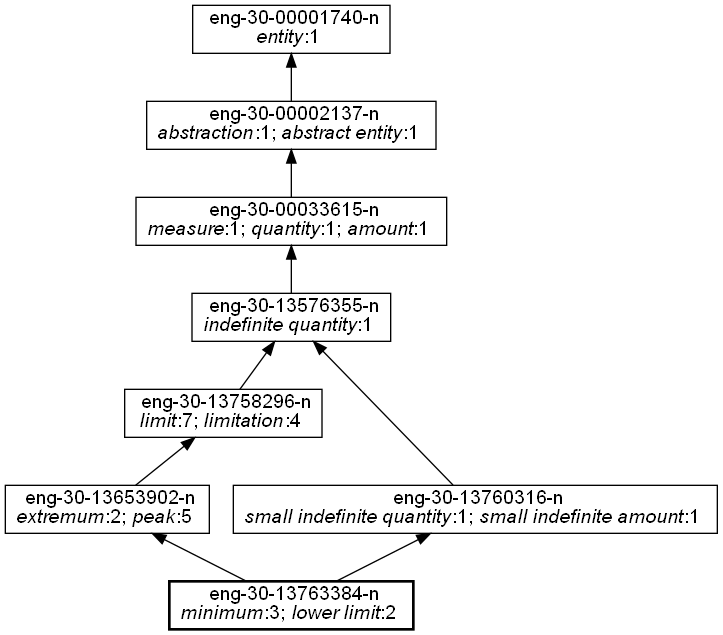 eng-30-00001740-n
entity:1
eng-30-00002137-n
abstraction:1; abstract entity:1
eng-30-00033615-n
measure:1; quantity:1; amount:1
eng-30-13576355-n
indefinite quantity:1
eng-30-13758296-n
limit:7; limitation:4
eng-30-13653902-n
extremum:2; peak:5
eng-30-13760316-n
small indefinite quantity:1; small indefinite amount:1
eng-30-13763384-n
minimum:3; lower limit:2